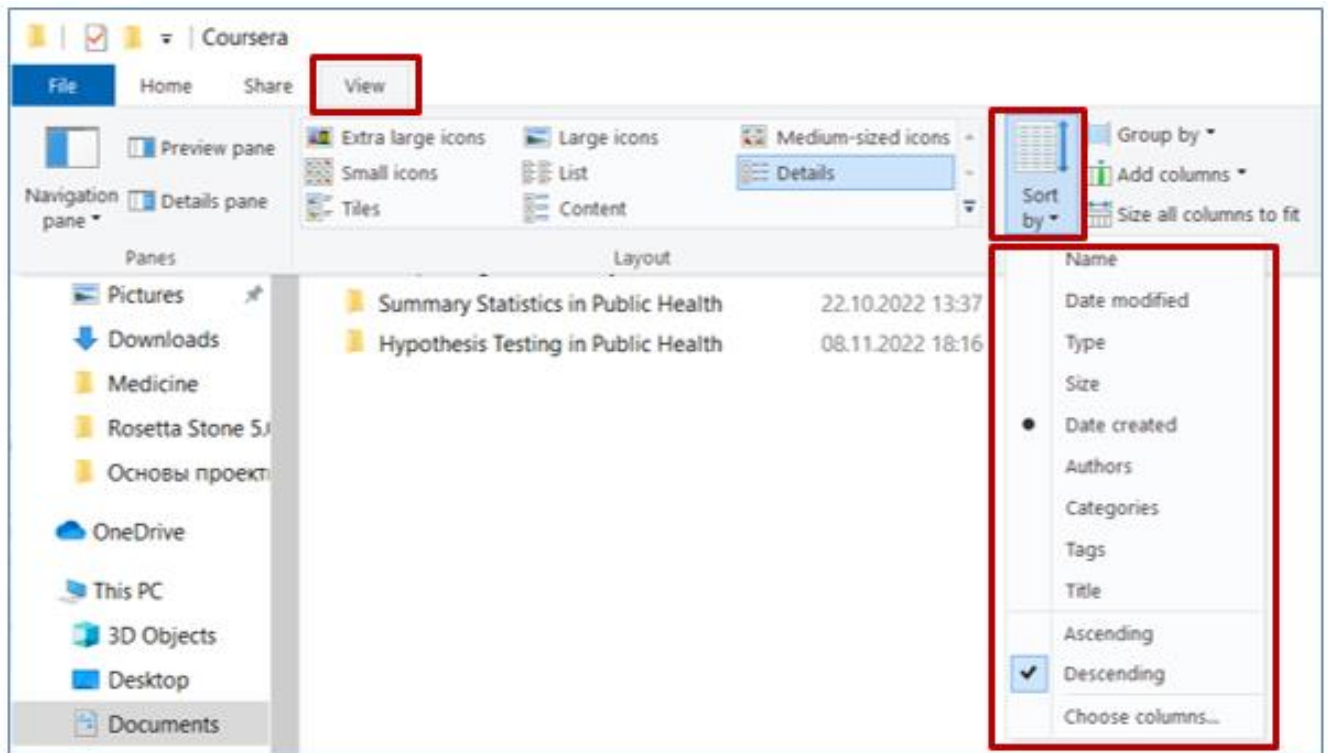 Coursera
File Home Share View
Navigation pane
Preview pane
Details pane
Panes
Extra large icons Large icons Medium-sized icons
Small icons List Details
Tiles Content
Layout
Sort by
Group by
Add columns
Size all columns to fit
Pictures
Downloads
Medicine
Rosetta Stone 5.
Основы проект
OneDrive
This PC
3D Objects
Desktop
Documents
Summary Statistics in Public Health 22.10.2022 13:37
Hypothesis Testing in Public Health 08.11.2022 18:16
Name
Date modified
Type
Size
Date created
Authors
Categories
Tags
Title
Ascending
Descending
Choose columns...